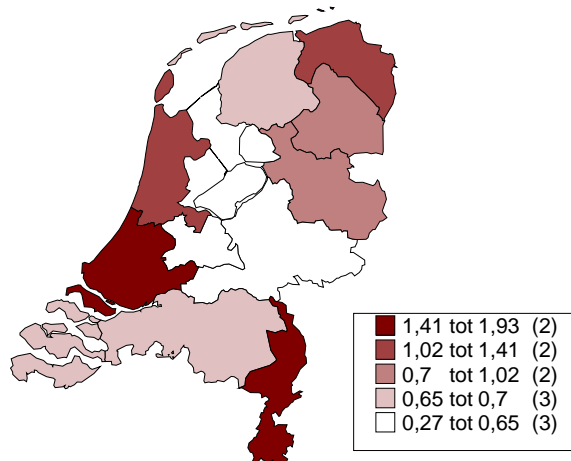 1,41 tot 1,93 (2)
1,02 tot 1,41 (2)
0,7 tot 1,02 (2)
0,65 tot 0,7 (3)
0,27 tot 0,65 (3)